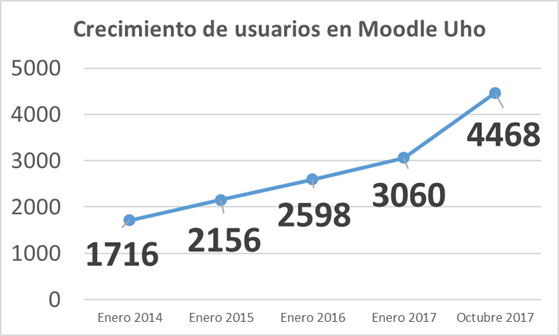 Crecimiento de usuarios en Moodle Uho
5000
4000
3000
2000
1000
0
1716
2156
2598
3060
4468
Enero 2014
Enero 2015
Enero 2016
Enero 2017
Octubre 2017